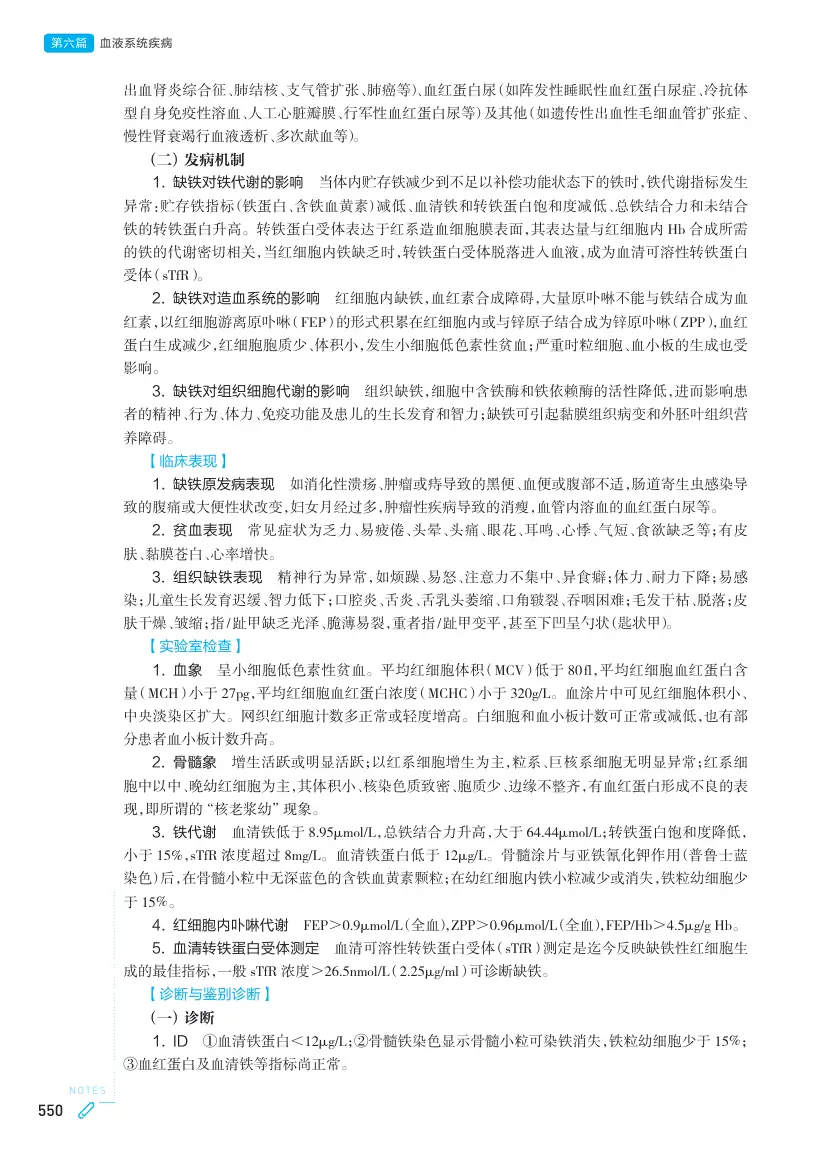 第六篇 血液系统疾病
出血肾炎综合征、肺结核、支气管扩张、肺癌等)、血红蛋白尿(如阵发性睡眠性血红蛋白尿症、冷抗体
型自身免疫性溶血、人工心脏瓣膜、行军性血红蛋白尿等)及其他(如遗传性出血性毛细血管扩张症、
慢性肾衰竭行血液透析、多次献血等)。
(二) 发病机制
1. 缺铁对铁代谢的影响 当体内贮存铁减少到不足以补偿功能状态下的铁时,铁代谢指标发生
异常:贮存铁指标(铁蛋白、含铁血黄素)减低、血清铁和转铁蛋白饱和度减低、总铁结合力和未结合
铁的转铁蛋白升高。转铁蛋白受体表达于红系造血细胞膜表面,其表达量与红细胞内 Hb 合成所需
的铁的代谢密切相关,当红细胞内铁缺乏时,转铁蛋白受体脱落进入血液,成为血清可溶性转铁蛋白
受体(sTfR)。
2. 缺铁对造血系统的影响 红细胞内缺铁,血红素合成障碍,大量原卟啉不能与铁结合成为血
红素,以红细胞游离原卟啉(FEP)的形式积累在红细胞内或与锌原子结合成为锌原卟啉(ZPP),血红
蛋白生成减少,红细胞胞质少、体积小,发生小细胞低色素性贫血;严重时粒细胞、血小板的生成也受
影响。
3. 缺铁对组织细胞代谢的影响 组织缺铁,细胞中含铁酶和铁依赖酶的活性降低,进而影响患
者的精神、行为、体力、免疫功能及患儿的生长发育和智力;缺铁可引起黏膜组织病变和外胚叶组织营
养障碍。
【临床表现】
1. 缺铁原发病表现 如消化性溃疡、肿瘤或痔导致的黑便、血便或腹部不适,肠道寄生虫感染导
致的腹痛或大便性状改变,妇女月经过多,肿瘤性疾病导致的消瘦,血管内溶血的血红蛋白尿等。
2. 贫血表现 常见症状为乏力、易疲倦、头晕、头痛、眼花、耳鸣、心悸、气短、食欲缺乏等;有皮
肤、黏膜苍白、心率增快。
3. 组织缺铁表现 精神行为异常,如烦躁、易怒、注意力不集中、异食癖;体力、耐力下降;易感
染;儿童生长发育迟缓、智力低下;口腔炎、舌炎、舌乳头萎缩、口角皲裂、吞咽困难;毛发干枯、脱落;皮
肤干燥、皱缩;指/趾甲缺乏光泽、脆薄易裂,重者指/趾甲变平,甚至下凹呈勺状(匙状甲)。
【实验室检查】
1. 血象 呈小细胞低色素性贫血。平均红细胞体积(MCV)低于 80fl,平均红细胞血红蛋白含
量(MCH)小于 27pg,平均红细胞血红蛋白浓度(MCHC)小于 320g/L。血涂片中可见红细胞体积小、
中央淡染区扩大。网织红细胞计数多正常或轻度增高。白细胞和血小板计数可正常或减低,也有部
分患者血小板计数升高。
2. 骨髓象 增生活跃或明显活跃;以红系细胞增生为主,粒系、巨核系细胞无明显异常;红系细
胞中以中、晚幼红细胞为主,其体积小、核染色质致密、胞质少、边缘不整齐,有血红蛋白形成不良的表
现,即所谓的“核老浆幼”现象。
3. 铁代谢 血清铁低于 8.95μmol/L,总铁结合力升高,大于 64.44μmol/L;转铁蛋白饱和度降低,
小于 15%,sTfR 浓度超过 8mg/L。血清铁蛋白低于 12μg/L。骨髓涂片与亚铁氰化钾作用(普鲁士蓝
染色)后,在骨髓小粒中无深蓝色的含铁血黄素颗粒;在幼红细胞内铁小粒减少或消失,铁粒幼细胞少
于 15%。
4. 红细胞内卟啉代谢 FEP>0.9μmol/L(全血),ZPP>0.96μmol/L(全血),FEP/Hb>4.5μg/g Hb。
5. 血清转铁蛋白受体测定 血清可溶性转铁蛋白受体(sTfR)测定是迄今反映缺铁性红细胞生
成的最佳指标,一般 sTfR 浓度>26.5nmol/L(2.25μg/ml)可诊断缺铁。
【诊断与鉴别诊断】
(一) 诊断
1. ID ①血清铁蛋白<12μg/L;②骨髓铁染色显示骨髓小粒可染铁消失,铁粒幼细胞少于 15%;
③血红蛋白及血清铁等指标尚正常。
NOTES
550